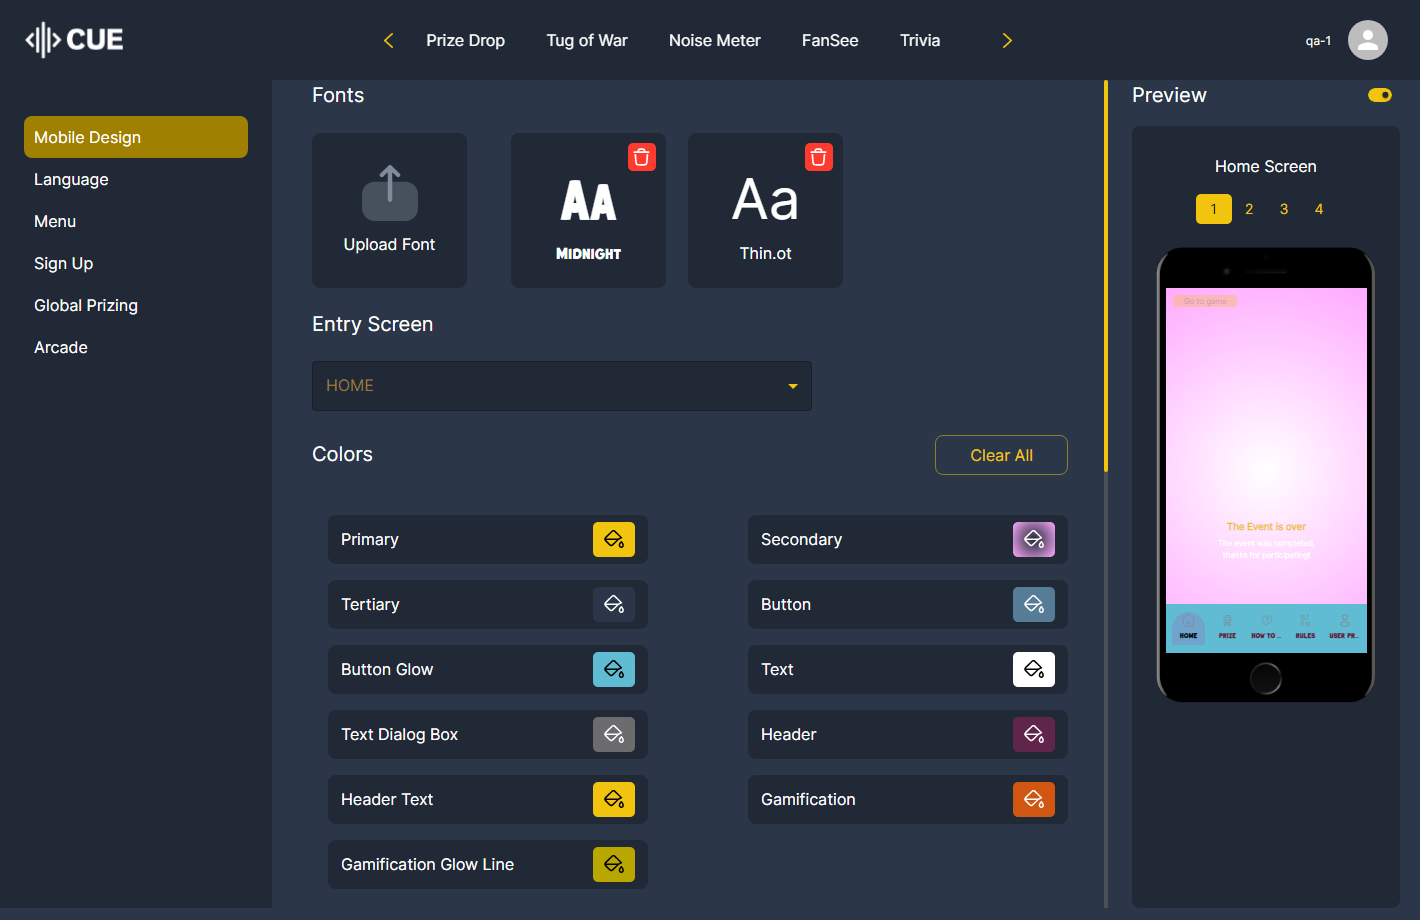 CUE
Prize Drop
Tug of War
Noise Meter
FanSee
Trivia
qa-1
Mobile Design
Language
Menu
Sign Up
Global Prizing
Arcade
Fonts
Upload Font
AA
MIDNIGHT
Aa
Thin.ot
Entry Screen
HOME
Colors
Clear All
Primary
Secondary
Tertiary
Button
Button Glow
Text
Text Dialog Box
Header
Header Text
Gamification
Gamification Glow Line
Preview
Home Screen
1 2 3 4
Go to game
The Event is over
The event was completed,
thanks for participating!
HOME
PRIZE
HOW TO ...
RULES
USER PR...